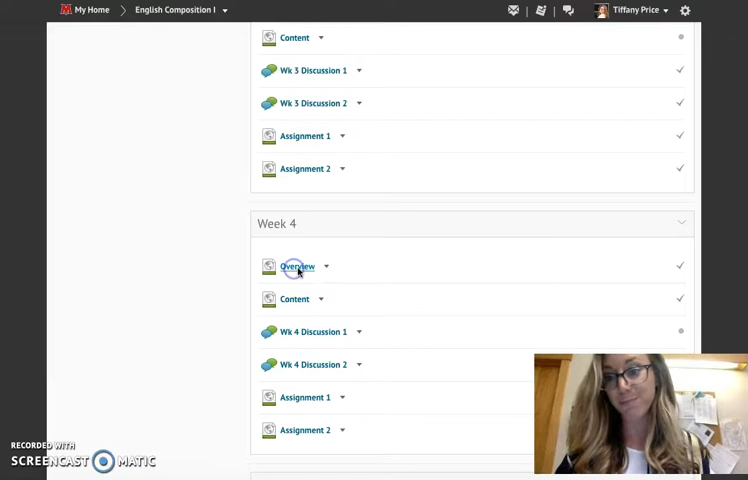 My Home
English Composition I
Tiffany Price
Content
Wk 3 Discussion 1
Wk 3 Discussion 2
Assignment 1
Assignment 2
Week 4
Overview
Content
Wk 4 Discussion 1
Wk 4 Discussion 2
Assignment 1
Assignment 2
RECORDED WITH
SCREENCAST MATIC